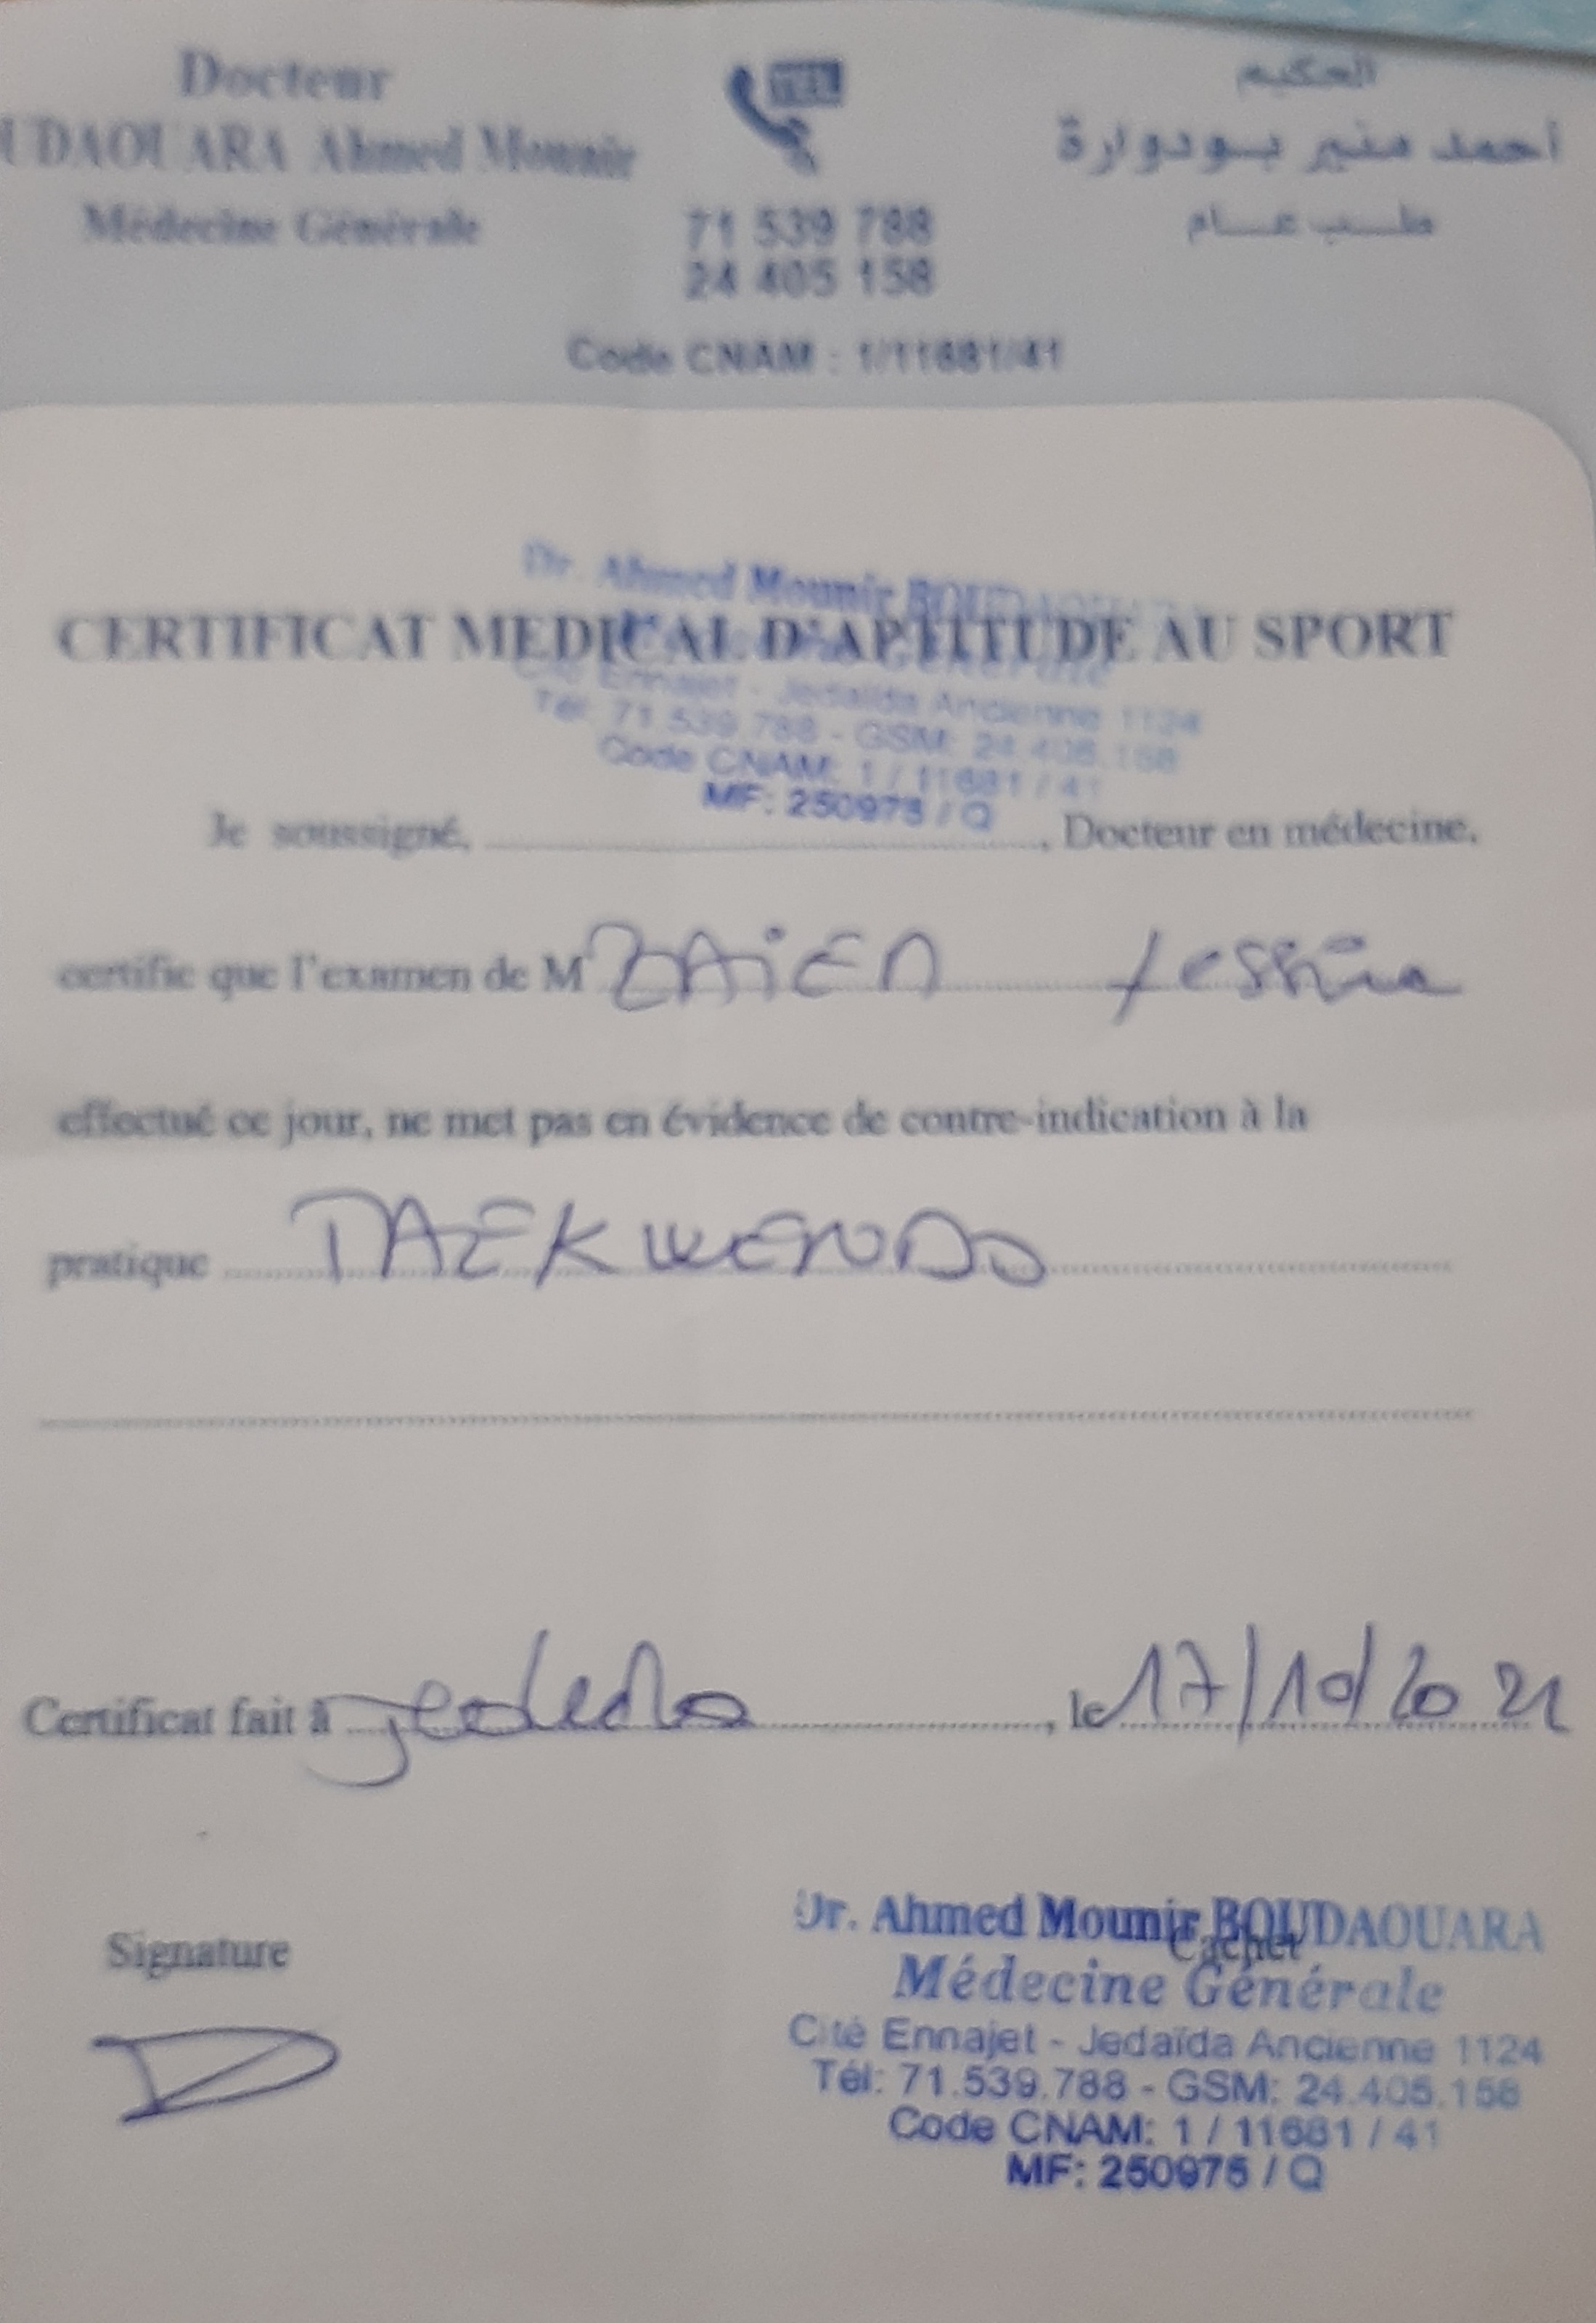 Docteur
UDAOUARA Ahmed Mounir
Médecine Générale
71 539 788
24 405 158
Code CNAM : 1/11681/41
الحكيم
أحمد منير بودوارة
طب عام
Dr. Ahmed Mounir BOUDAOUARA
CERTIFICAT MEDICAL D'APTITUDE AU SPORT
Cité Ennajet - Jedaïda Ancienne 1124
Tél: 71.539.788 - GSM: 24.405.158
Code CNAM: 1 / 11681 / 41
MF: 250975 / Q
Je soussigné, , Docteur en médecine,
certifie que l'examen de M ZAIED
effectué ce jour, ne met pas en évidence de contre-indication à la
pratique TAEKWENDO
Certificat fait à , le 17/10/2021
Signature
Dr. Ahmed Mounir BOUDAOUARA
Cachet
Médecine Générale
Cité Ennajet - Jedaïda Ancienne 1124
Tél: 71.539.788 - GSM: 24.405.158
Code CNAM: 1 / 11681 / 41
MF: 250975 / Q